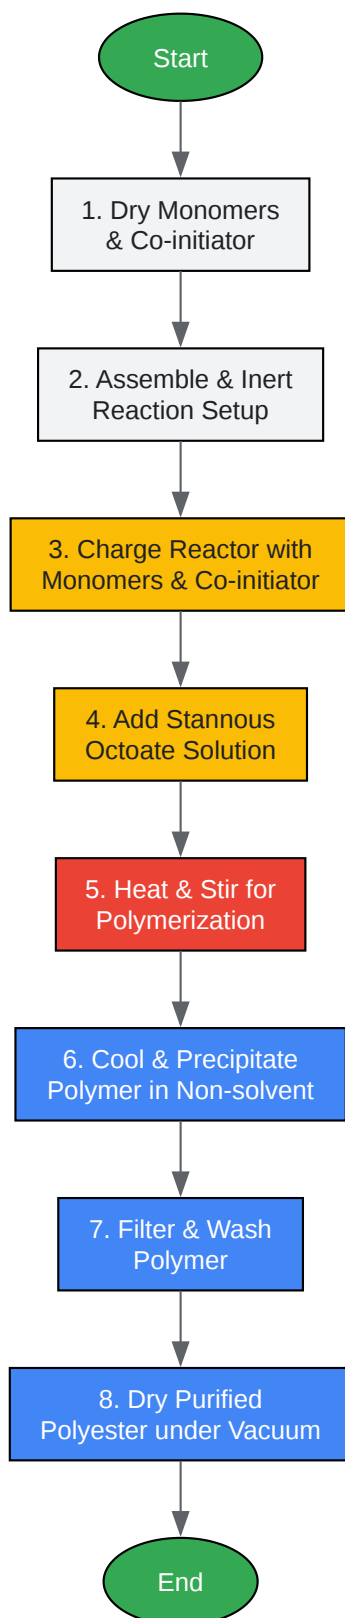 Start
1. Dry Monomers
& Co-initiator
2. Assemble & Inert
Reaction Setup
3. Charge Reactor with
Monomers & Co-initiator
4. Add Stannous
Octoate Solution
5. Heat & Stir for
Polymerization
6. Cool & Precipitate
Polymer in Non-solvent
7. Filter & Wash
Polymer
8. Dry Purified
Polyester under Vacuum
End